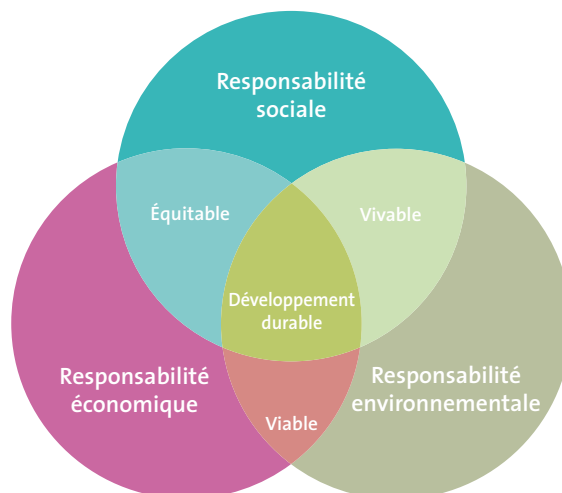 Responsabilité
sociale
Équitable
Vivable
Développement
durable
Responsabilité
économique
Responsabilité
environnementale
Viable